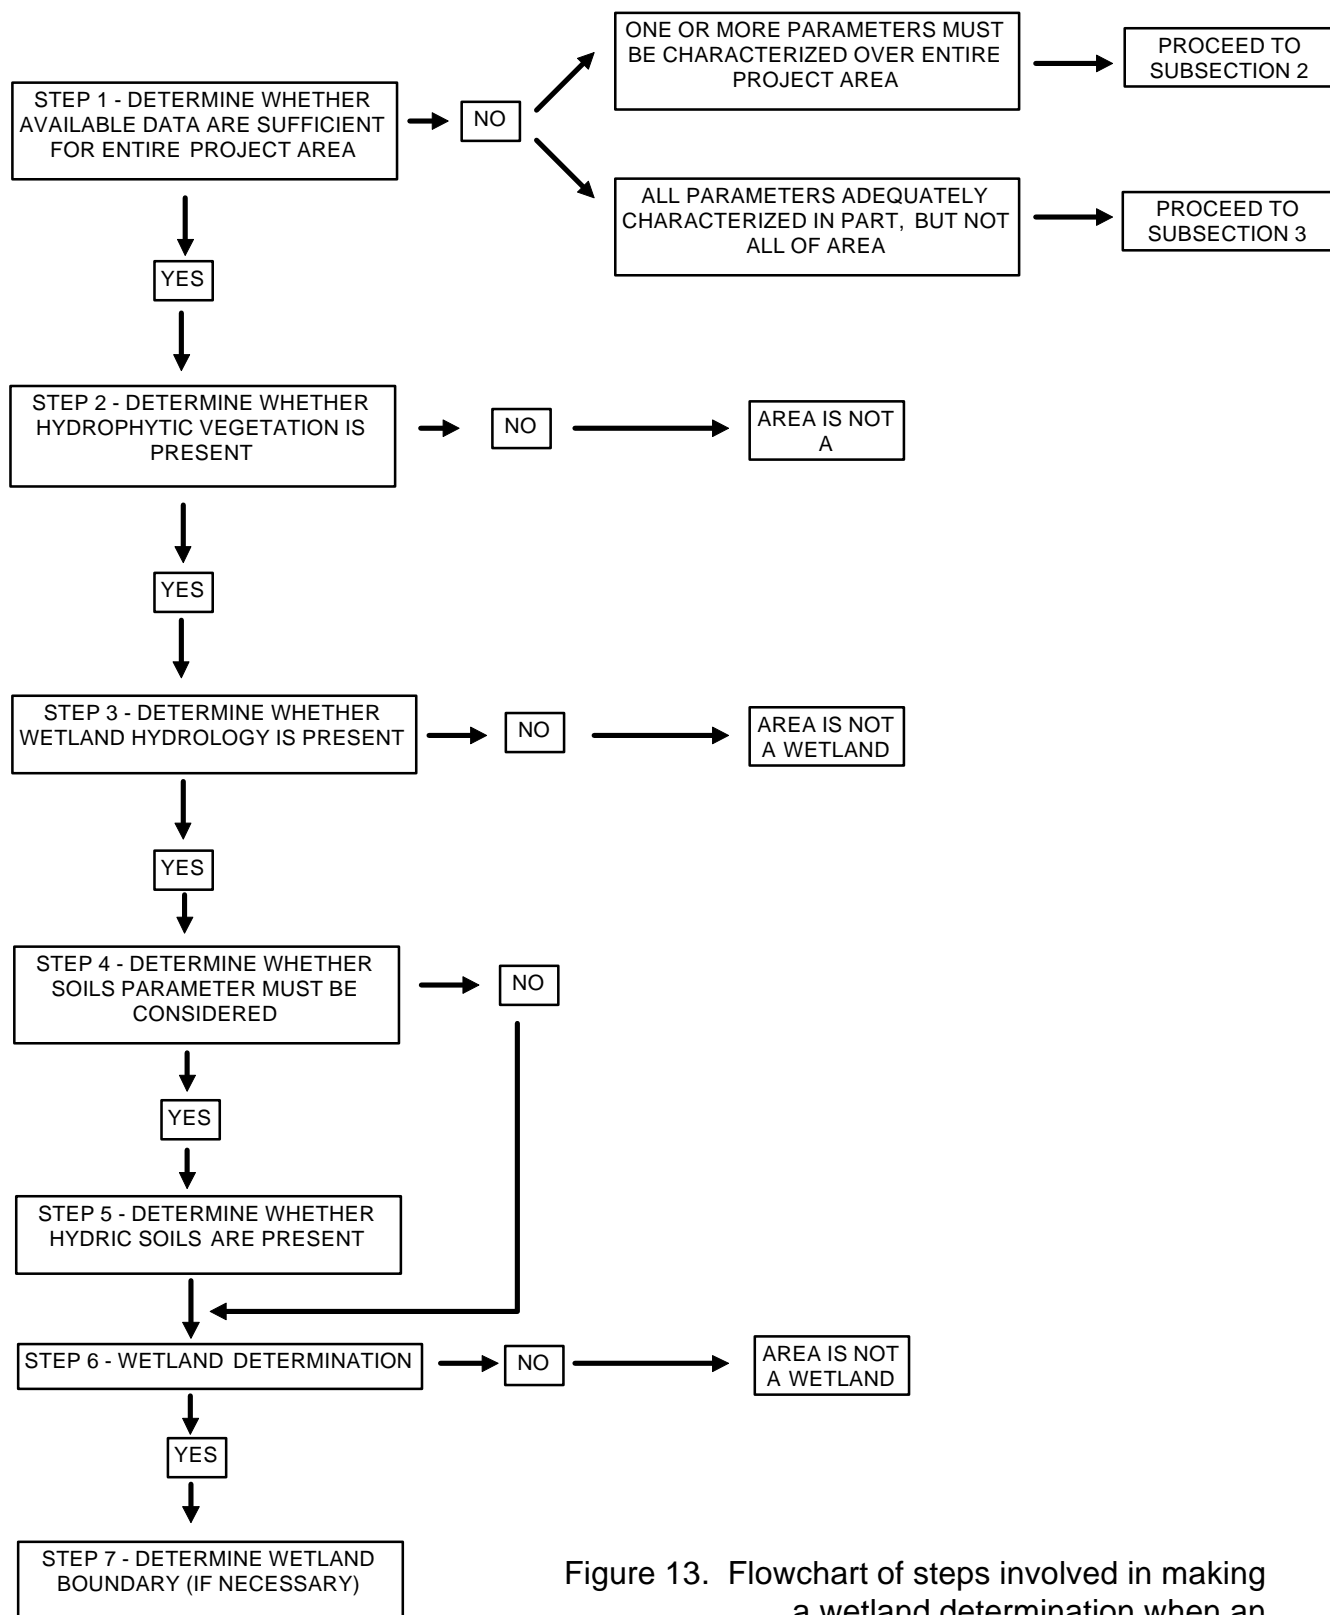 ONE OR MORE PARAMETERS MUST
BE CHARACTERIZED OVER ENTIRE
PROJECT AREA
PROCEED TO
SUBSECTION 2
STEP 1 - DETERMINE WHETHER
AVAILABLE DATA ARE SUFFICIENT
FOR ENTIRE PROJECT AREA
NO
ALL PARAMETERS ADEQUATELY
CHARACTERIZED IN PART, BUT NOT
ALL OF AREA
PROCEED TO
SUBSECTION 3
YES
STEP 2 - DETERMINE WHETHER
HYDROPHYTIC VEGETATION IS
PRESENT
NO
AREA IS NOT
A
YES
STEP 3 - DETERMINE WHETHER
WETLAND HYDROLOGY IS PRESENT
NO
AREA IS NOT
A WETLAND
YES
STEP 4 - DETERMINE WHETHER
SOILS PARAMETER MUST BE
CONSIDERED
NO
YES
STEP 5 - DETERMINE WHETHER
HYDRIC SOILS ARE PRESENT
STEP 6 - WETLAND DETERMINATION
NO
AREA IS NOT
A WETLAND
YES
STEP 7 - DETERMINE WETLAND
BOUNDARY (IF NECESSARY)
Figure 13. Flowchart of steps involved in making
a wetland determination when an